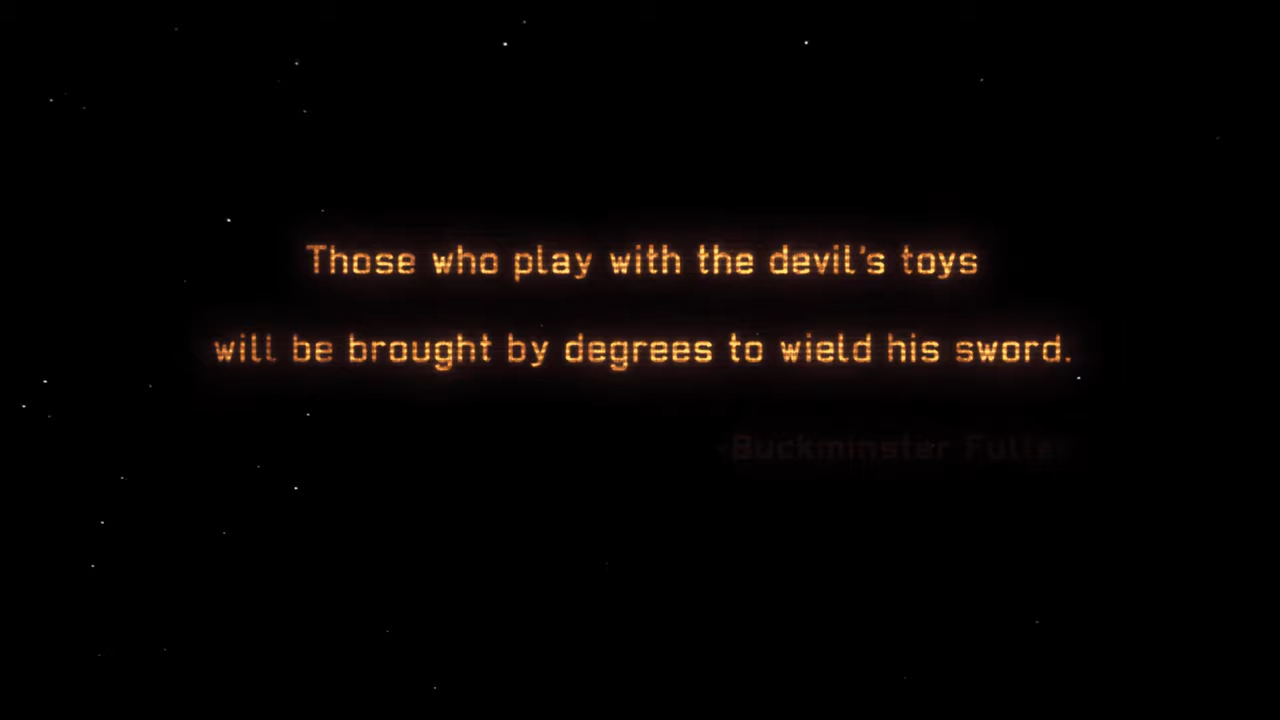 Those who play with the devil's toys
will be brought by degrees to wield his sword.
-Buckminster Fuller